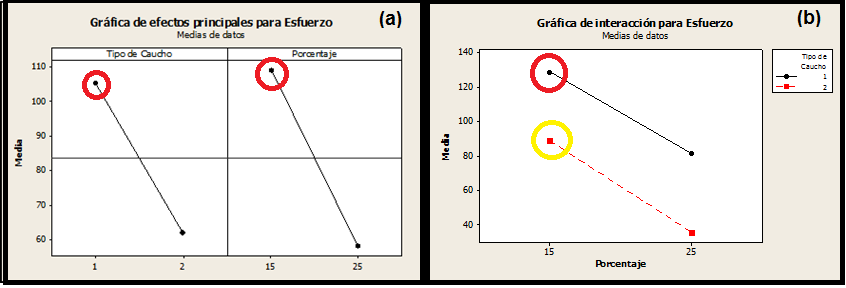 Gráfica de efectos principales para Esfuerzo
(a)
Medias de datos
Tipo de Caucho
Porcentaje
110
100
90
80
70
60
Media
1
2
15
25
Gráfica de interacción para Esfuerzo
(b)
Medias de datos
140
120
100
80
60
40
Media
15
25
Porcentaje
Tipo de
Caucho
1
2